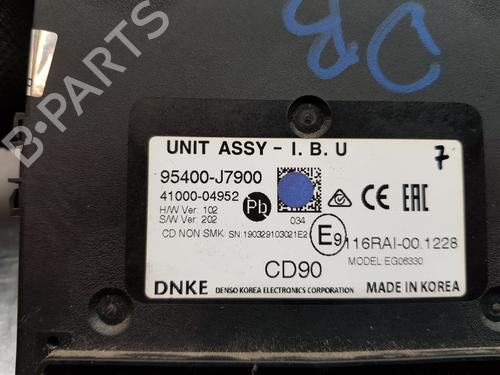 DR
B-PARTS
UNIT ASSY - I. B. U
7
95400-J7900
41000-04952
Pb
H/W Ver: 102
S/W Ver: 202
034
CE EAC
CD NON SMK: SN:190329103021E2
E9 116RAI-00.1228
CD90
MODEL EG06330
DNKE DENSO KOREA ELECTRONICS CORPORATION
MADE IN KOREA